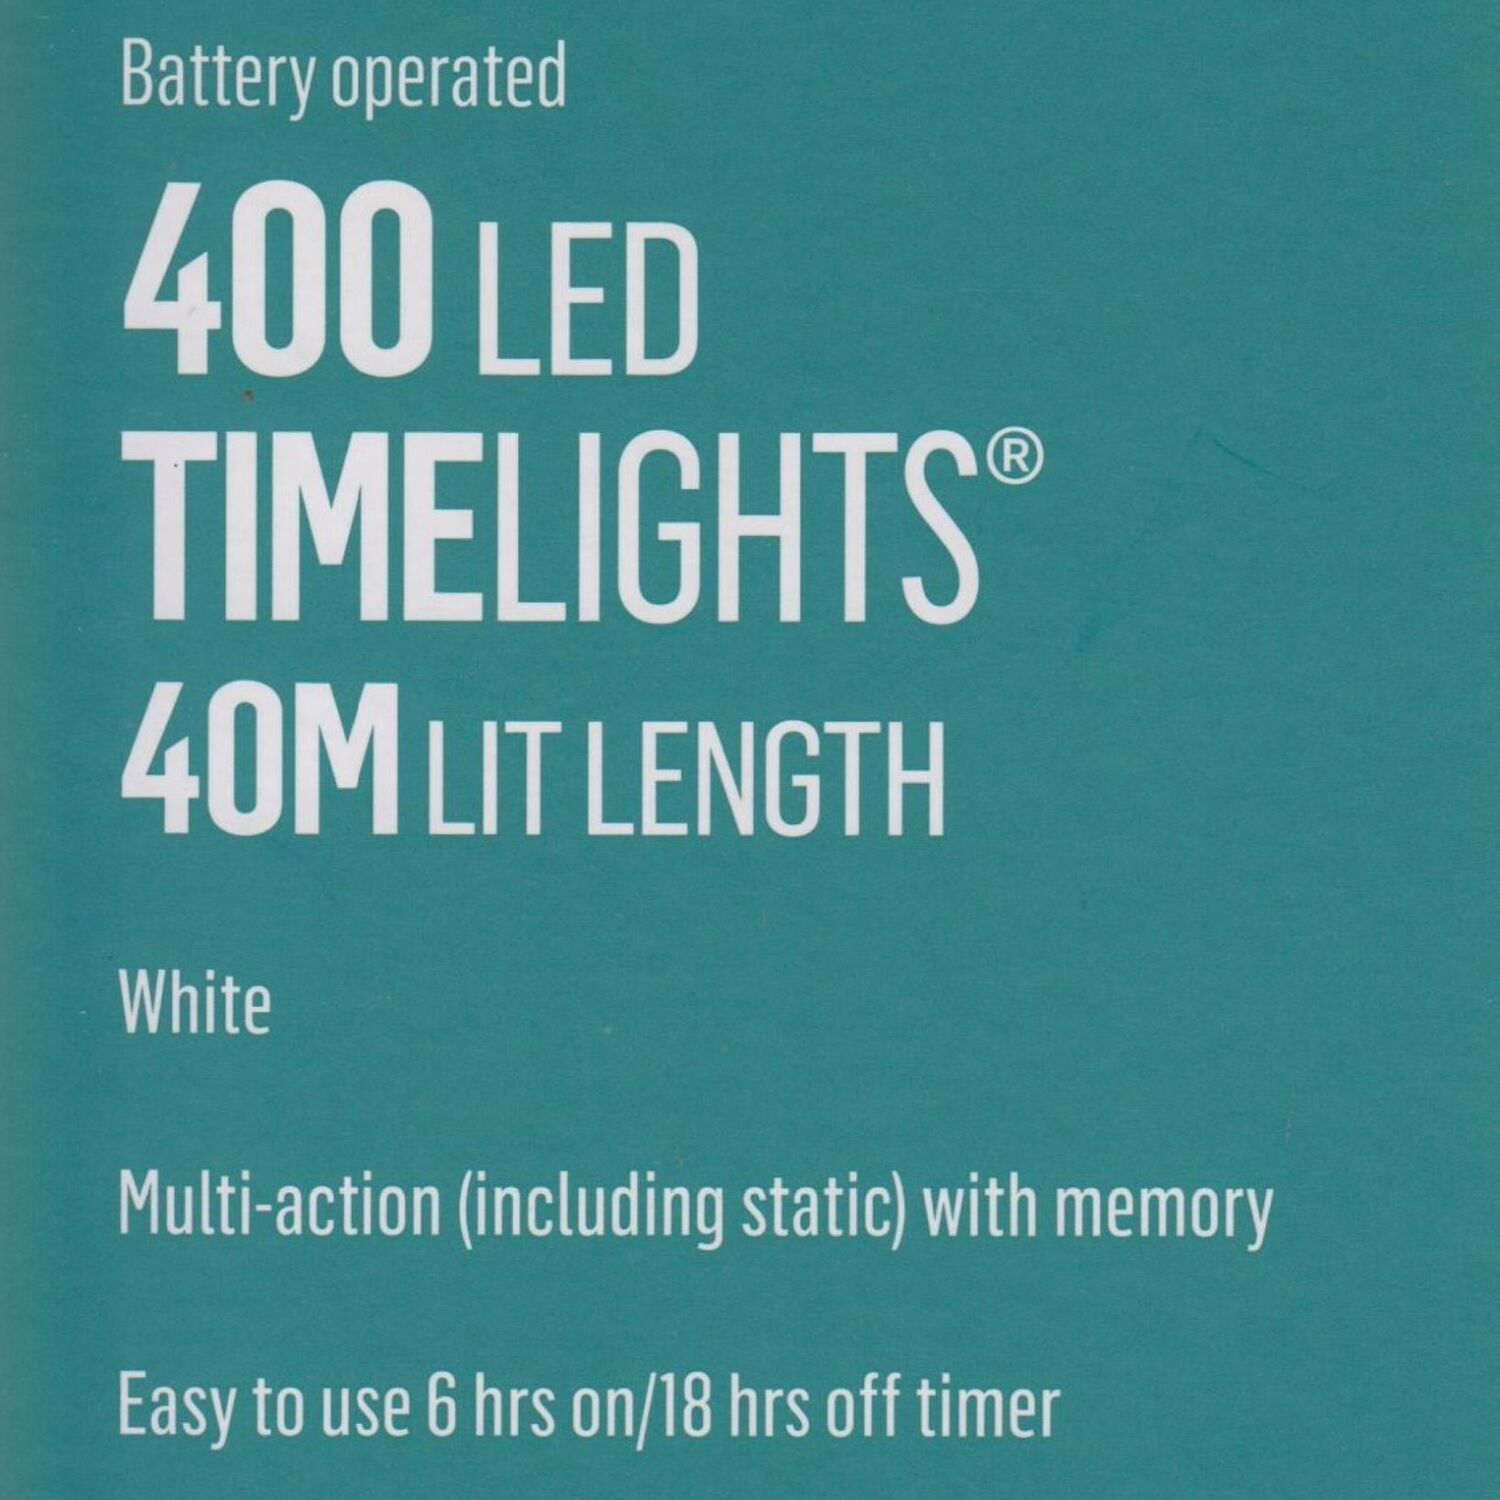 Battery operated
400 LED
TIMELIGHTS®
40M LIT LENGTH
White
Multi-action (including static) with memory
Easy to use 6 hrs on/18 hrs off timer